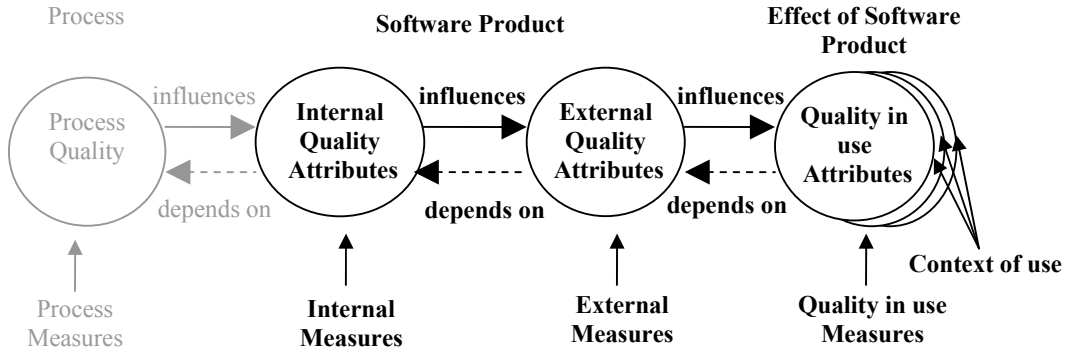 Process
Software Product
Effect of Software
Product
Process
Quality
influences
depends on
Internal
Quality
Attributes
influences
depends on
External
Quality
Attributes
influences
depends on
Quality in
use
Attributes
Context of use
Process
Measures
Internal
Measures
External
Measures
Quality in use
Measures